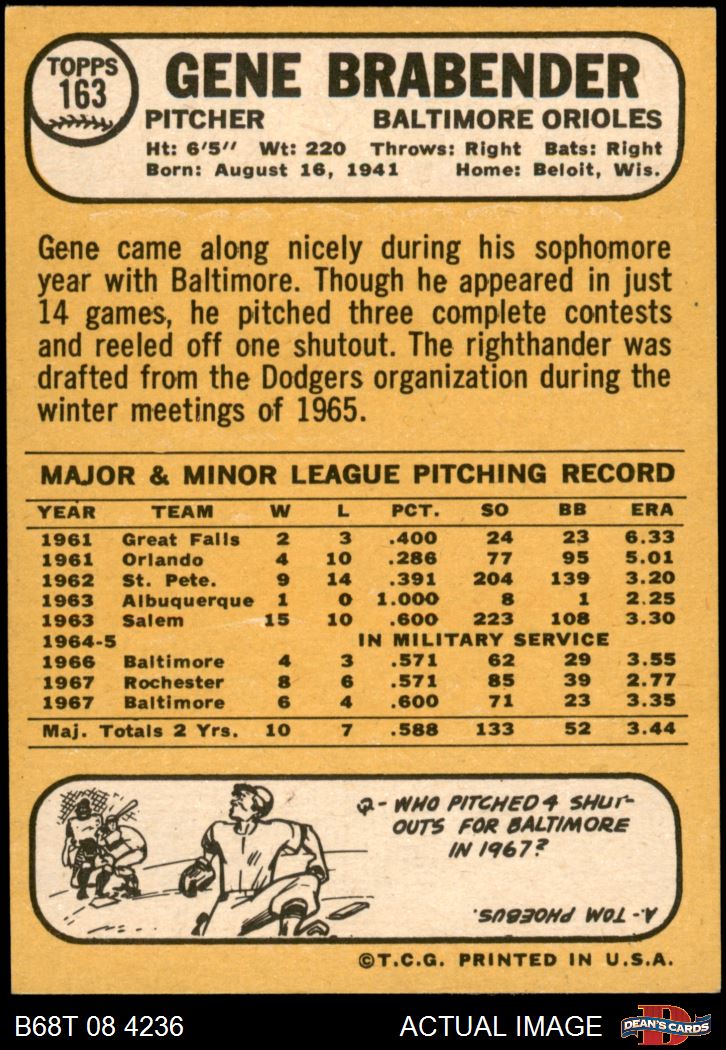 TOPPS
163
GENE BRABENDER
PITCHER BALTIMORE ORIOLES
Ht: 6'5" Wt: 220 Throws: Right Bats: Right
Born: August 16, 1941 Home: Beloit, Wis.
Gene came along nicely during his sophomore
year with Baltimore. Though he appeared in just
14 games, he pitched three complete contests
and reeled off one shutout. The righthander was
drafted from the Dodgers organization during the
winter meetings of 1965.
MAJOR & MINOR LEAGUE PITCHING RECORD
YEAR TEAM W L PCT. SO BB ERA
1961 Great Falls 2 3 .400 24 23 6.33
1961 Orlando 4 10 .286 77 95 5.01
1962 St. Pete. 9 14 .391 204 139 3.20
1963 Albuquerque 1 0 1.000 8 1 2.25
1963 Salem 15 10 .600 223 108 3.30
1964-5 IN MILITARY SERVICE
1966 Baltimore 4 3 .571 62 29 3.55
1967 Rochester 8 6 .571 85 39 2.77
1967 Baltimore 6 4 .600 71 23 3.35
Maj. Totals 2 Yrs. 10 7 .588 133 52 3.44
Q- WHO PITCHED 4 SHUT-
OUTS FOR BALTIMORE
IN 1967?
A- TOM PHOEBUS.
©T.C.G. PRINTED IN U.S.A.
B68T 08 4236 ACTUAL IMAGE
D
DEAN'S CARDS